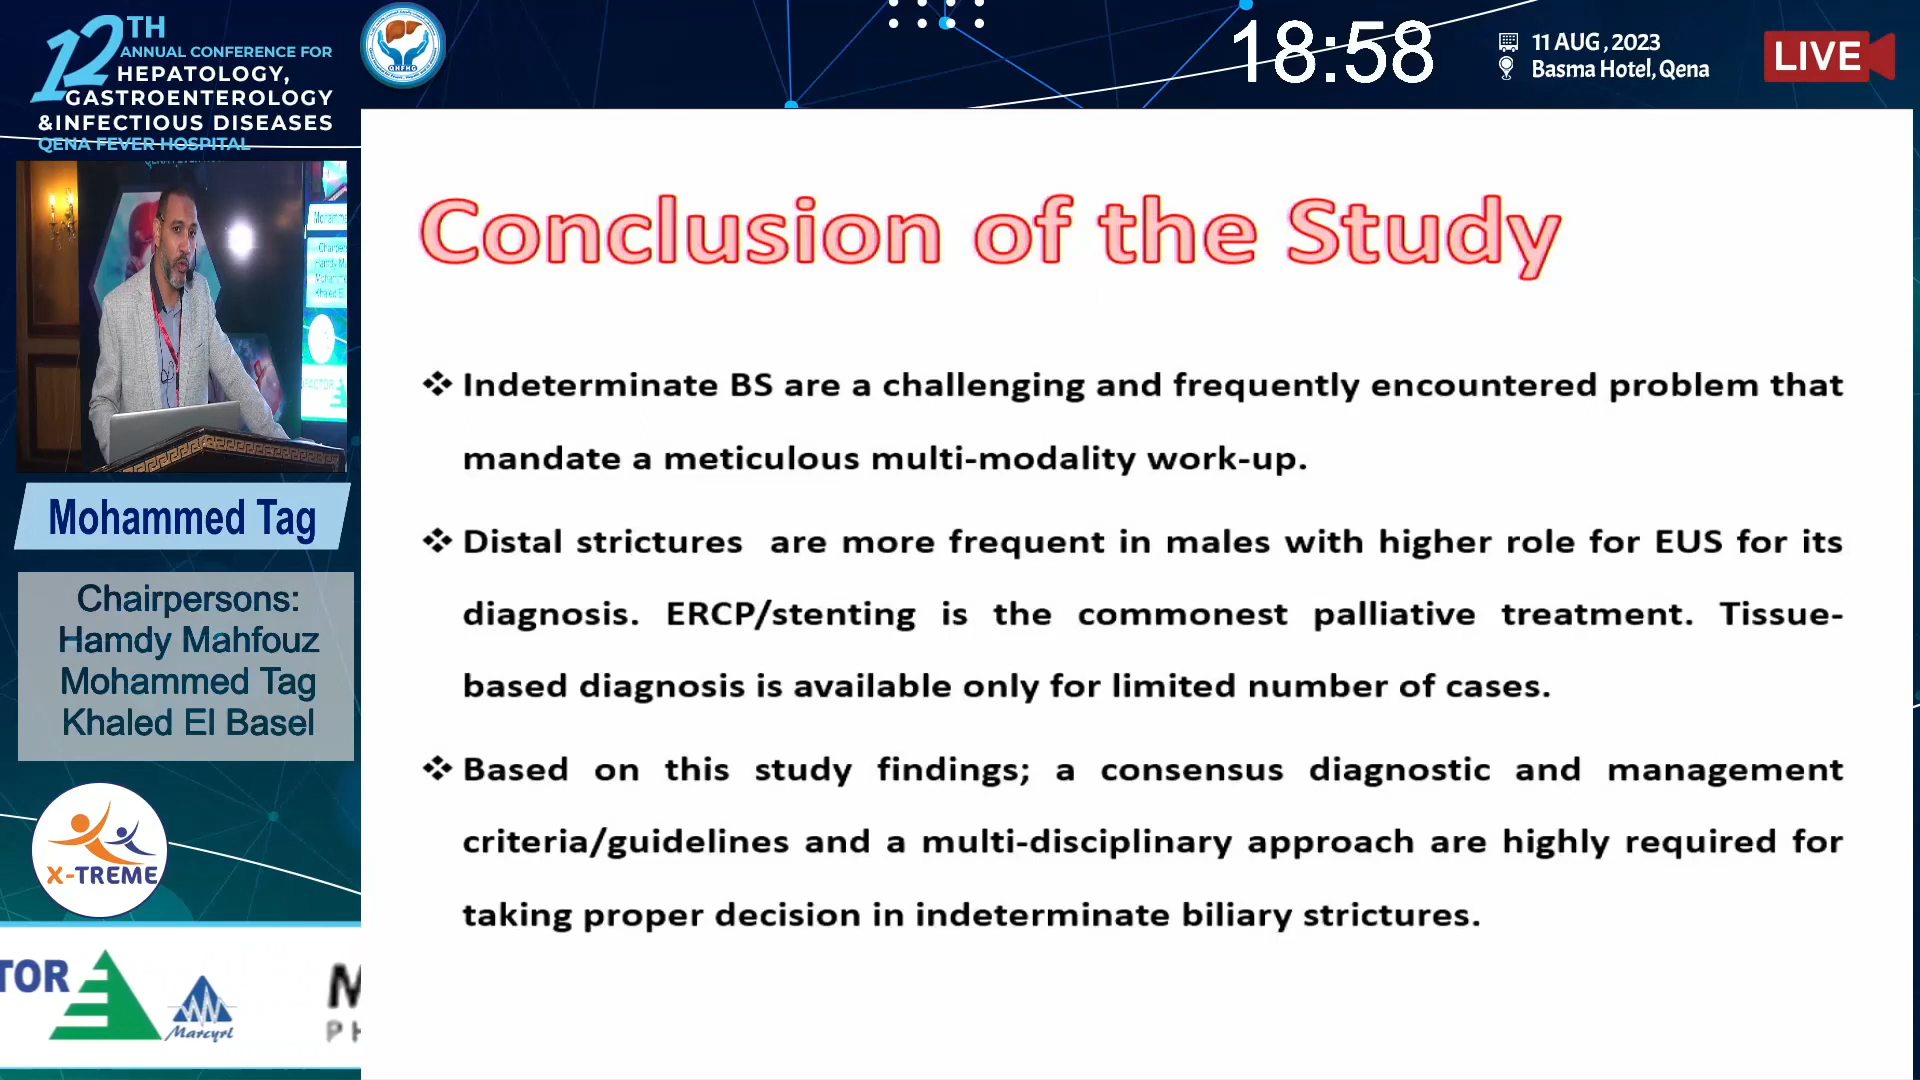 12TH
ANNUAL CONFERENCE FOR
HEPATOLOGY,
GASTROENTEROLOGY
&INFECTIOUS DISEASES
QENA FEVER HOSPITAL
QHFHG
18:58
11 AUG , 2023
Basma Hotel, Qena
LIVE
Conclusion of the Study
❖ Indeterminate BS are a challenging and frequently encountered problem that
mandate a meticulous multi-modality work-up.
❖ Distal strictures are more frequent in males with higher role for EUS for its
diagnosis. ERCP/stenting is the commonest palliative treatment. Tissue-
based diagnosis is available only for limited number of cases.
❖ Based on this study findings; a consensus diagnostic and management
criteria/guidelines and a multi-disciplinary approach are highly required for
taking proper decision in indeterminate biliary strictures.
Mohammed Tag
Chairpersons:
Hamdy Mahfouz
Mohammed Tag
Khaled El Basel
X-TREME
TOR
Marcyrl
M
PH